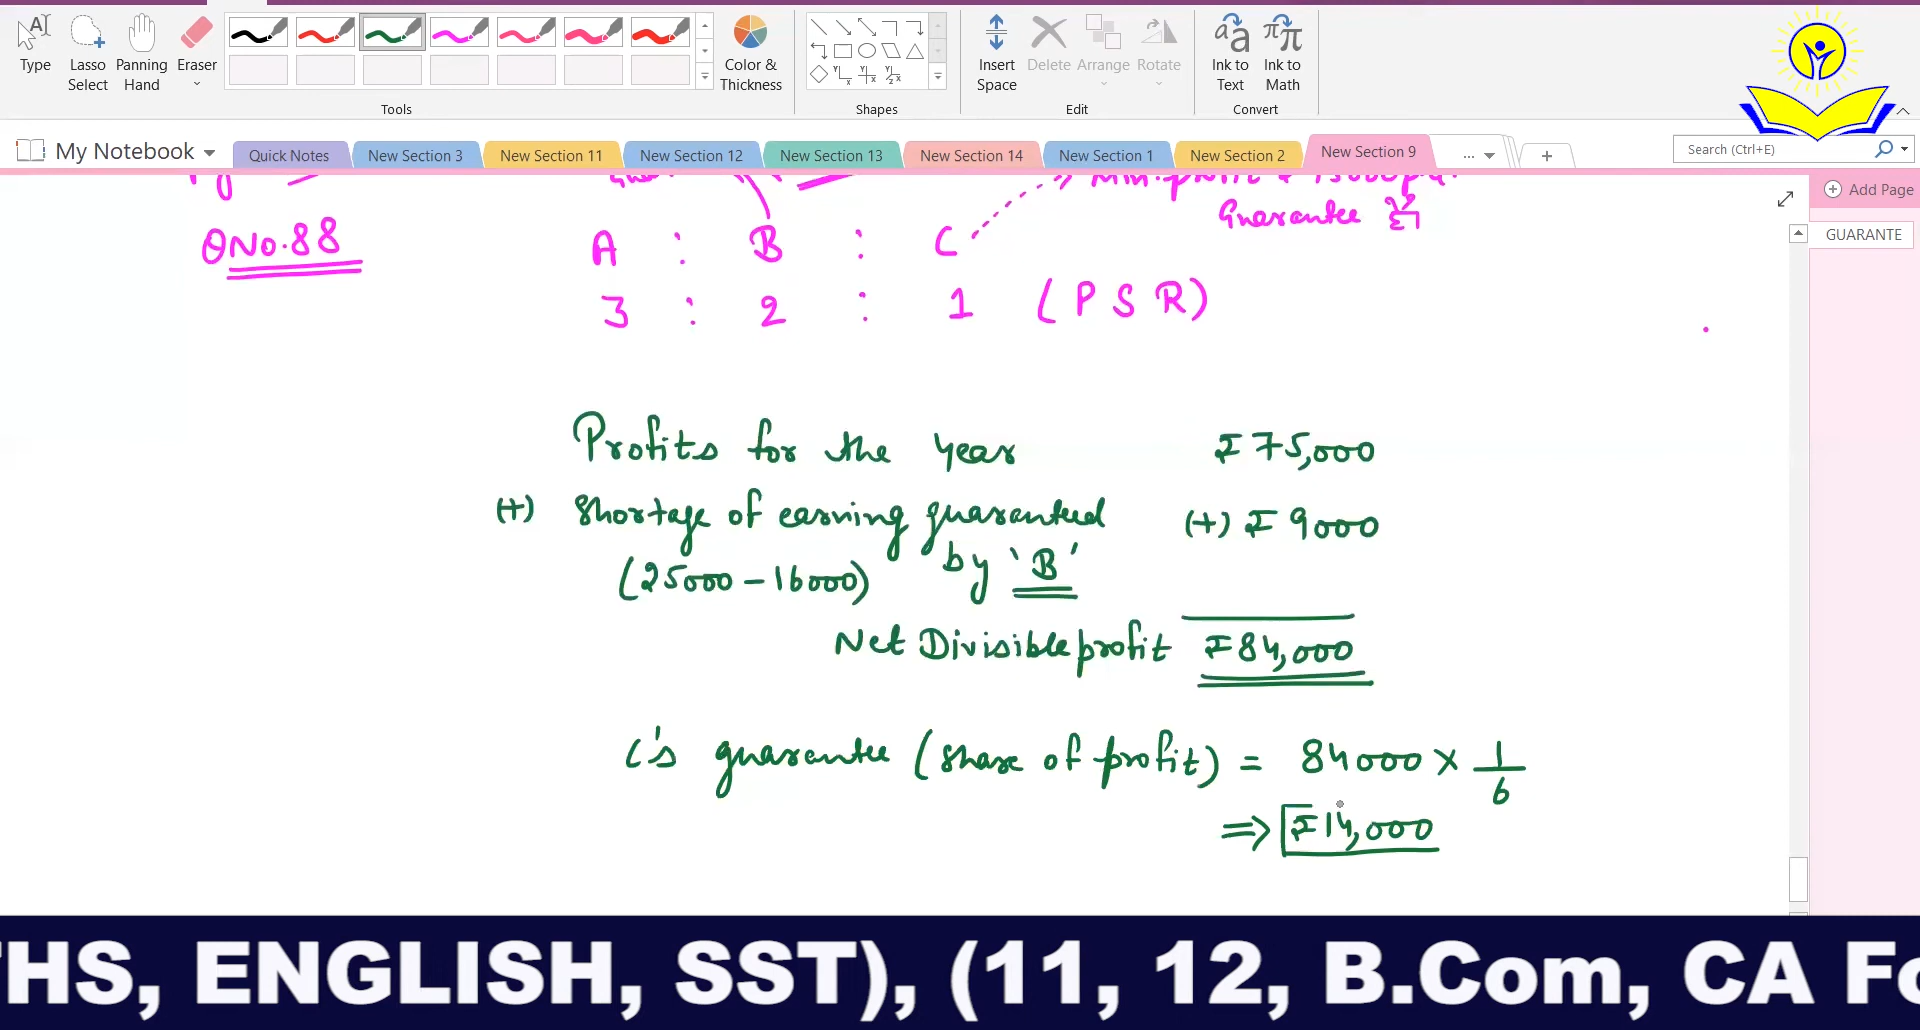 Type
Lasso Select
Panning Hand
Eraser
Color & Thickness
Insert Space
Delete
Arrange
Rotate
Ink to Text
Ink to Math
Tools
Shapes
Edit
Convert
My Notebook
Quick Notes
New Section 3
New Section 11
New Section 12
New Section 13
New Section 14
New Section 1
New Section 2
New Section 9
...
Search (Ctrl+E)
Add Page
GUARANTE
Guarantee
QNo.88
A : B : C
3 : 2 : 1 (PSR)
Profits for the year ₹75,000
(+) Shortage of earning guaranteed (+) ₹9000
(25000-16000) by 'B'
Net Divisible profit ₹84,000
C's guarantee (share of profit) = 84000 × 1/6
⇒ ₹14,000
THS, ENGLISH, SST), (11, 12, B.Com, CA Fo